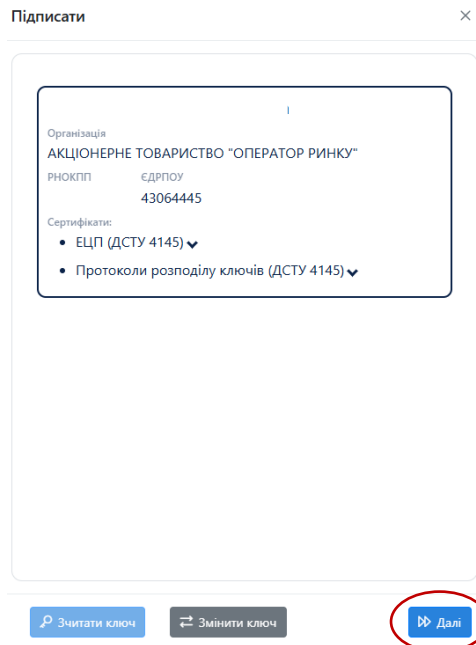 Підписати
Організація
АКЦІОНЕРНЕ ТОВАРИСТВО "ОПЕРАТОР РИНКУ"
РНОКПП ЄДРПОУ
43064445
Сертифікати:
ЕЦП (ДСТУ 4145)
Протоколи розподілу ключів (ДСТУ 4145)
Зчитати ключ Змінити ключ Далі